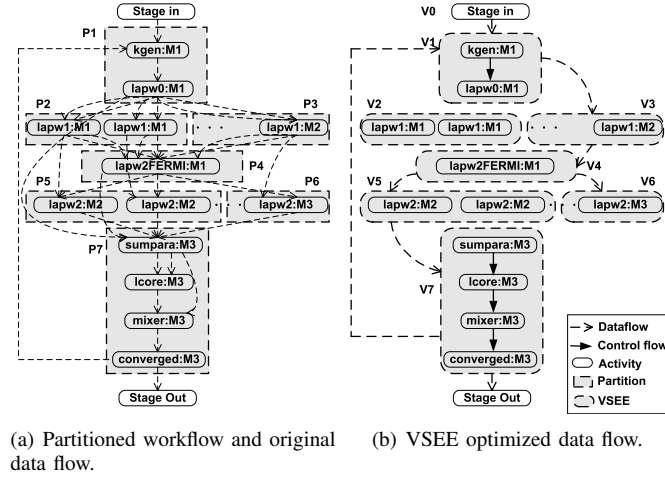 Stage in
P1
kgen:M1
lapw0:M1
P2
P3
lapw1:M1 lapw1:M1 . . . lapw1:M2
lapw2FERMI:M1
P4
P5
P6
lapw2:M2 lapw2:M2 . . lapw2:M3
P7
sumpara:M3
lcore:M3
mixer:M3
converged:M3
Stage Out
(a) Partitioned workflow and original
data flow.
V0
Stage in
V1
kgen:M1
lapw0:M1
V2
V3
lapw1:M1 lapw1:M1 . . . lapw1:M2
lapw2FERMI:M1
V4
V5
V6
lapw2:M2 lapw2:M2 . . lapw2:M3
sumpara:M3
V7
lcore:M3
mixer:M3
converged:M3
Stage Out
Dataflow
Control flow
Activity
Partition
VSEE
(b) VSEE optimized data flow.